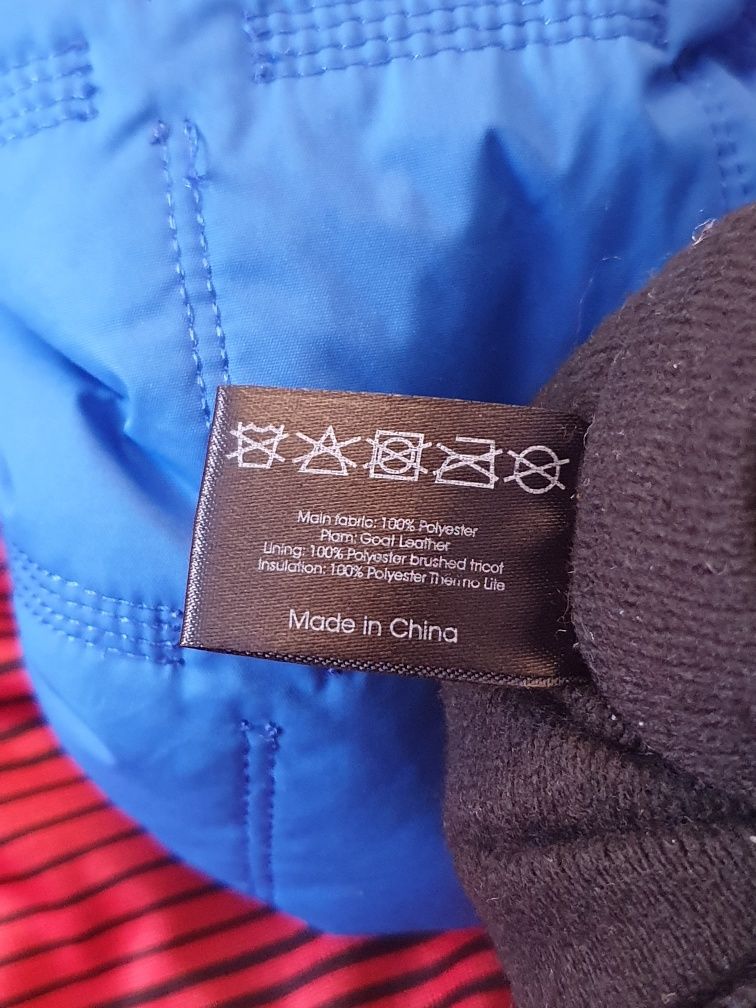 Main fabric: 100% Polyester
Plam: Goat Leather
Lining: 100% Polyester brushed tricot
Insulation: 100% Polyester Thermo Lite
Made in China